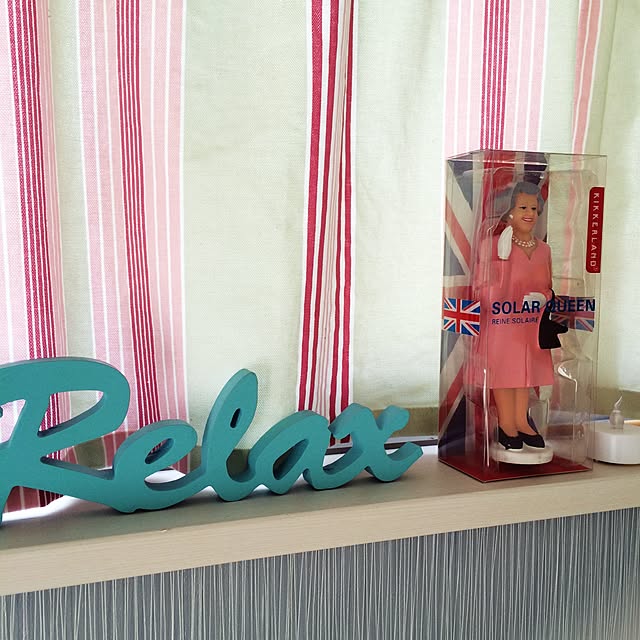 Relax
KIKKERLAND
SOLAR QUEEN
REINE SOLAIRE